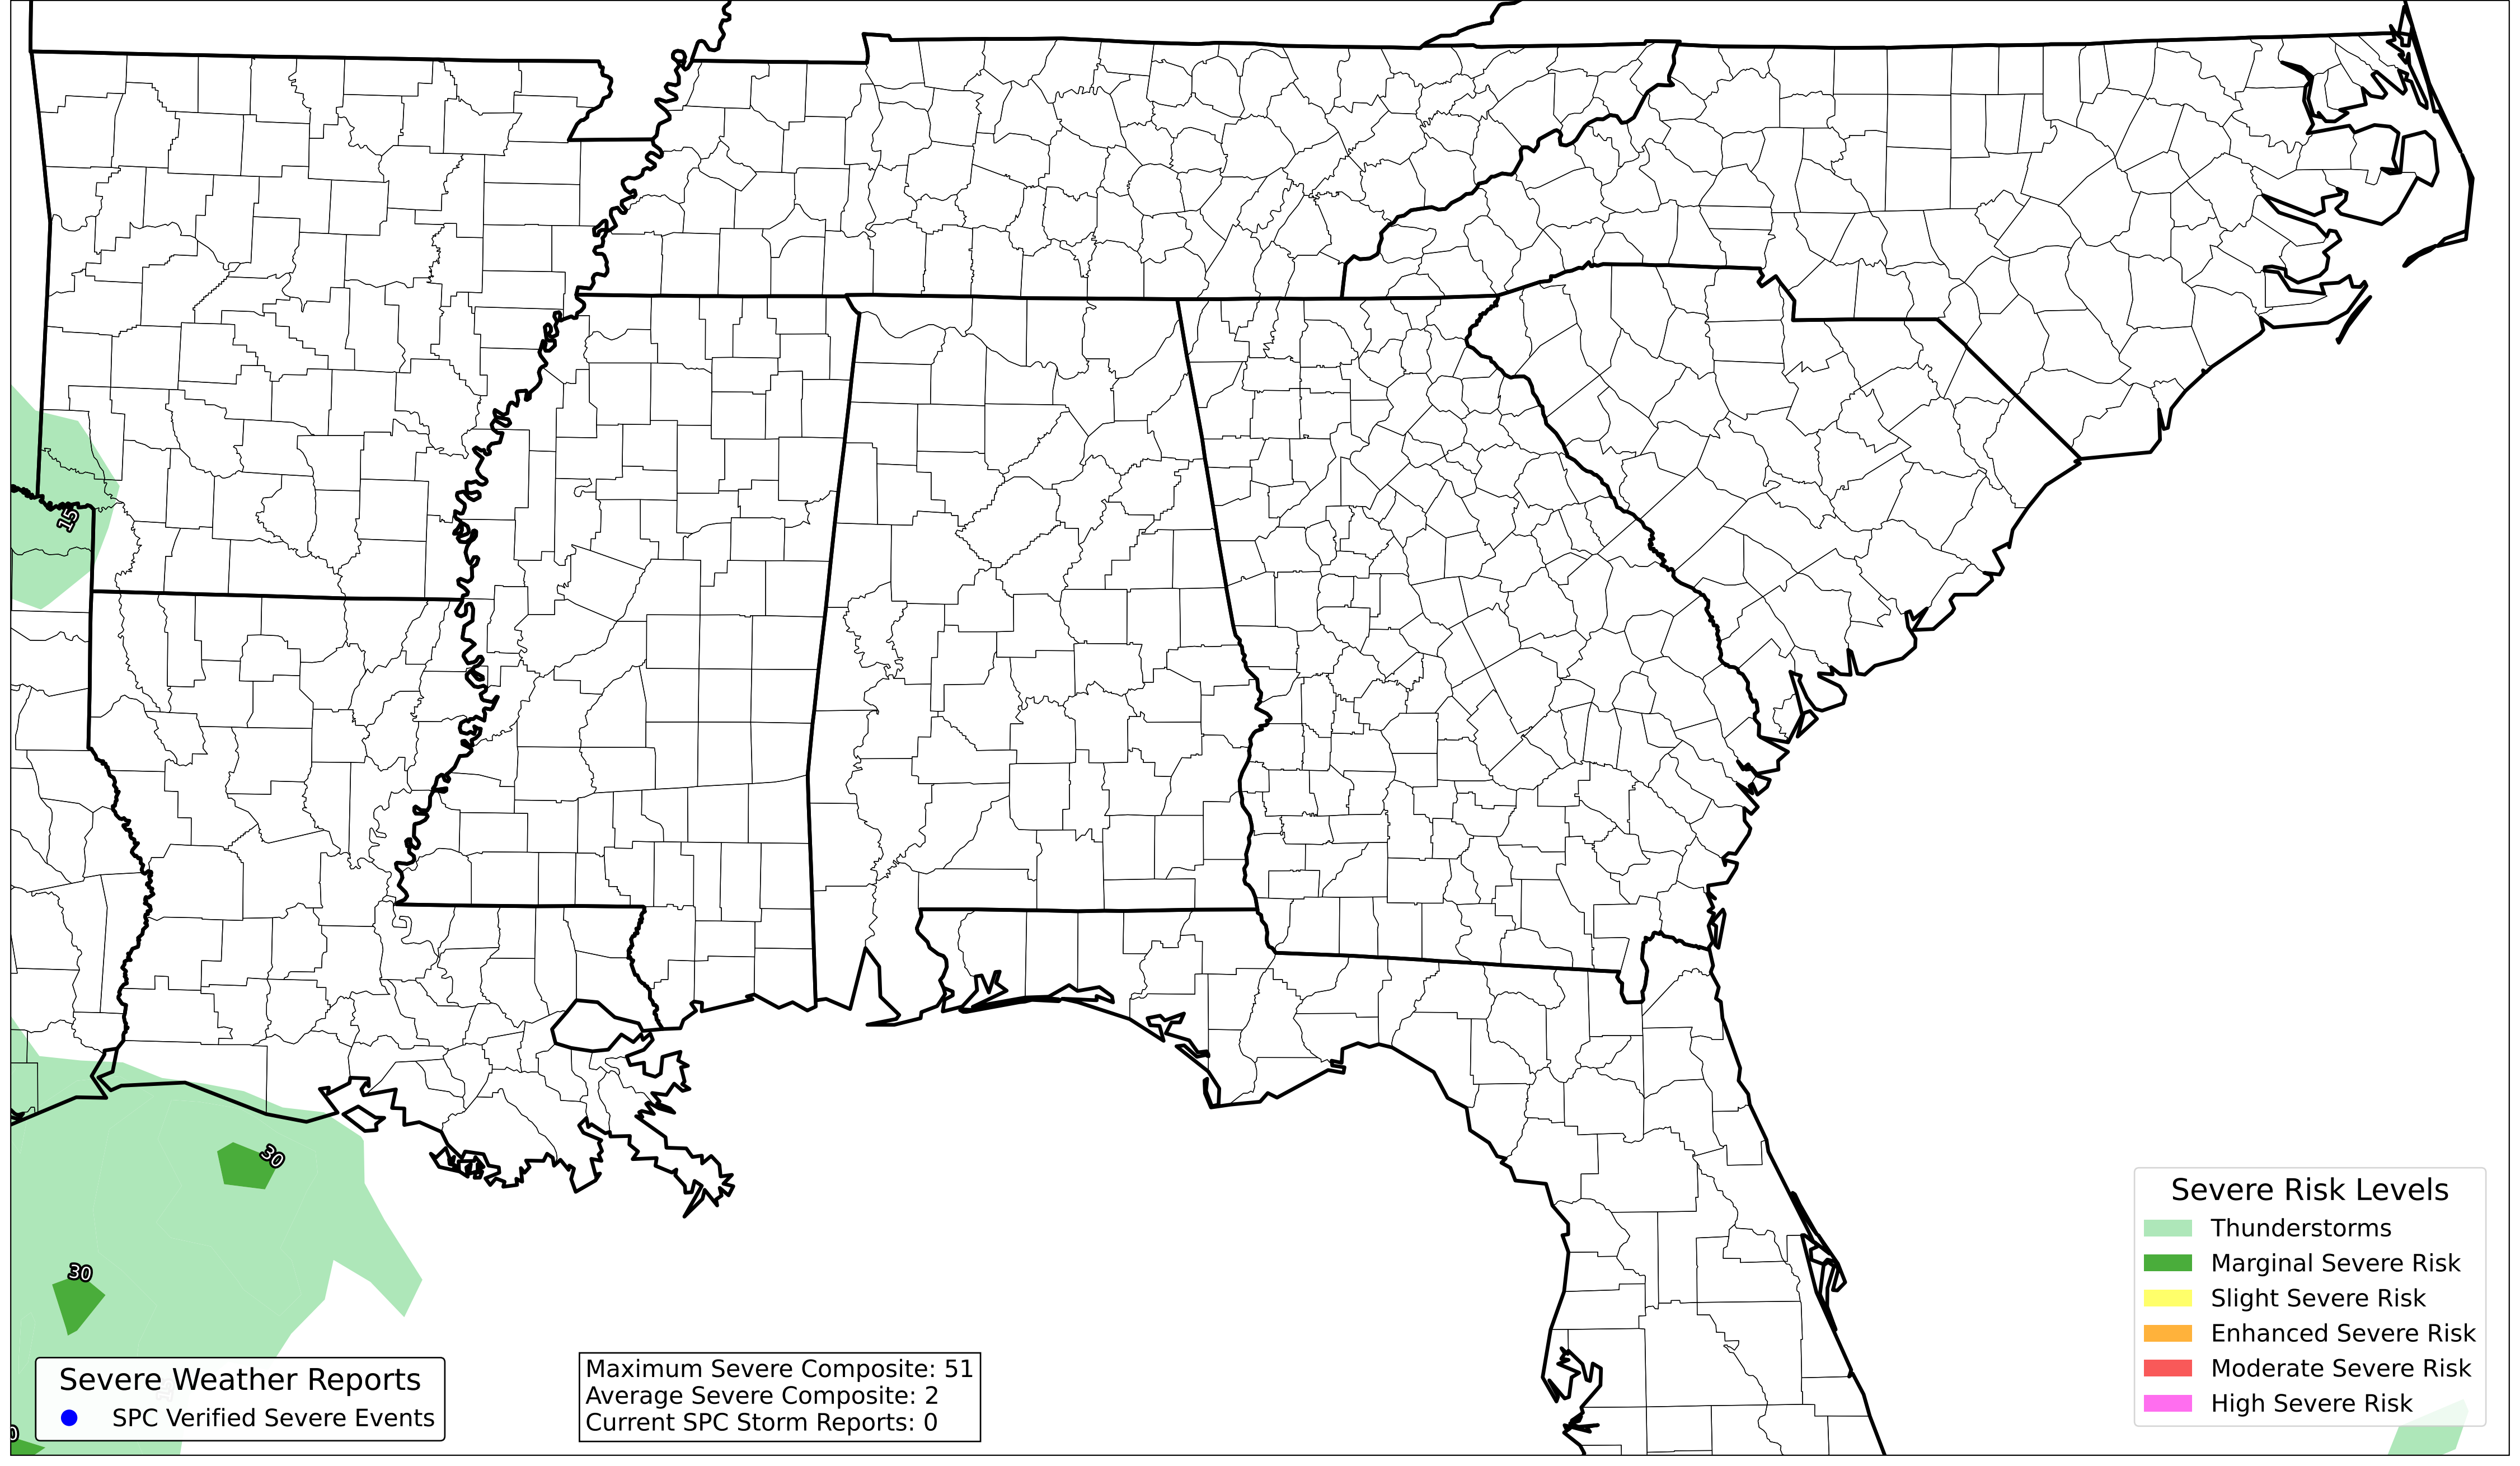 15
30
30
0
Severe Weather Reports
SPC Verified Severe Events
Maximum Severe Composite: 51
Average Severe Composite: 2
Current SPC Storm Reports: 0
Severe Risk Levels
Thunderstorms
Marginal Severe Risk
Slight Severe Risk
Enhanced Severe Risk
Moderate Severe Risk
High Severe Risk